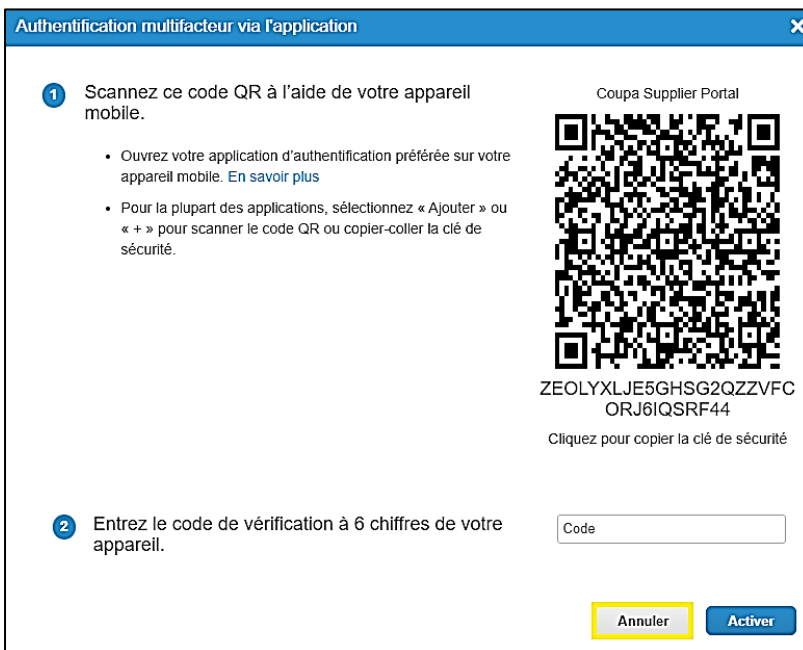 Authentification multifacteur via l'application
1
Scannez ce code QR à l'aide de votre appareil
mobile.
• Ouvrez votre application d'authentification préférée sur votre
appareil mobile. En savoir plus
• Pour la plupart des applications, sélectionnez « Ajouter » ou
« + » pour scanner le code QR ou copier-coller la clé de
sécurité.
Coupa Supplier Portal
ZEOLYXLJE5GHSG2QZZVFC
ORJ6IQSRF44
Cliquez pour copier la clé de sécurité
2
Entrez le code de vérification à 6 chiffres de votre
appareil.
Code
Annuler
Activer